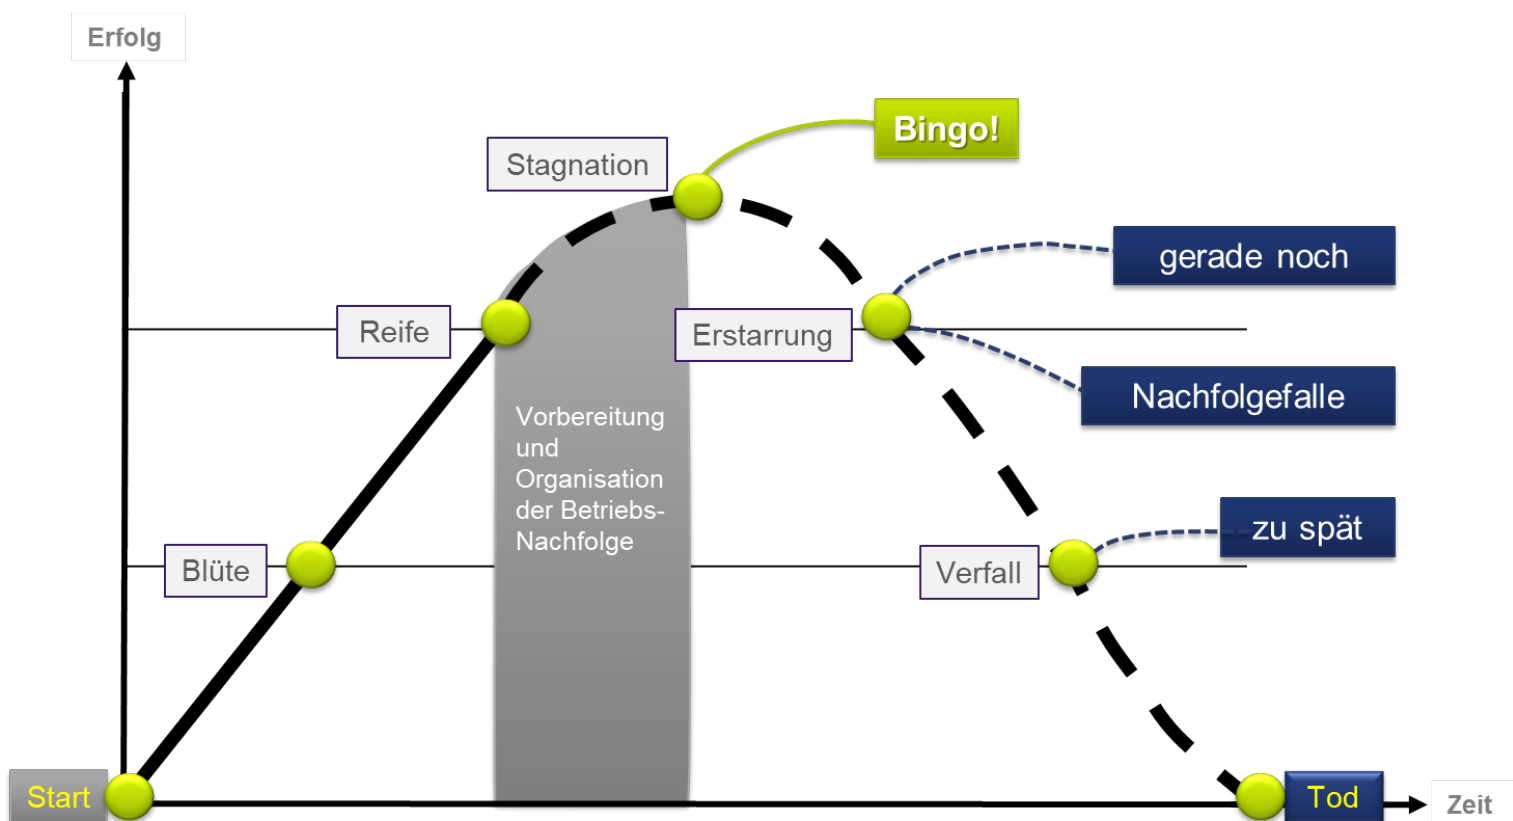 Erfolg
Bingo!
Stagnation
gerade noch
Reife
Erstarrung
Nachfolgefalle
Vorbereitung
und
Organisation
der Betriebs-
Nachfolge
zu spät
Blüte
Verfall
Start
Tod
Zeit